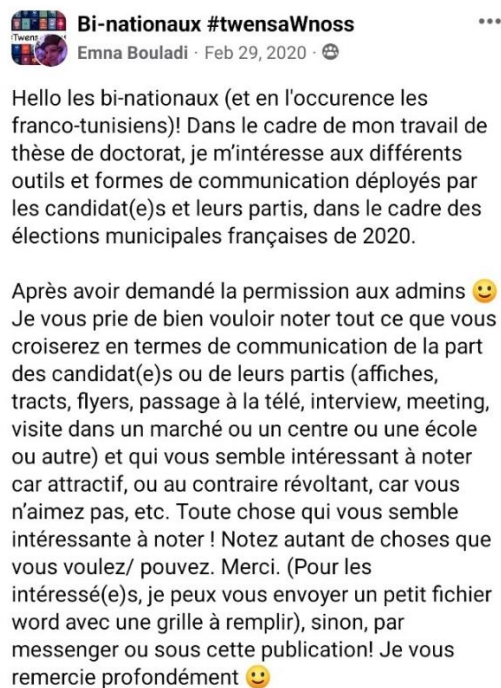 Bi-nationaux #twensaWnoss
Emna Bouladi · Feb 29, 2020 ·
Hello les bi-nationaux (et en l'occurence les
franco-tunisiens)! Dans le cadre de mon travail de
thèse de doctorat, je m’intéresse aux différents
outils et formes de communication déployés par
les candidat(e)s et leurs partis, dans le cadre des
élections municipales françaises de 2020.
Après avoir demandé la permission aux admins 🙂
Je vous prie de bien vouloir noter tout ce que vous
croiserez en termes de communication de la part
des candidat(e)s ou de leurs partis (affiches,
tracts, flyers, passage à la télé, interview, meeting,
visite dans un marché ou un centre ou une école
ou autre) et qui vous semble intéressant à noter
car attractif, ou au contraire révoltant, car vous
n’aimez pas, etc. Toute chose qui vous semble
intéressante à noter ! Notez autant de choses que
vous voulez/ pouvez. Merci. (Pour les
intéressé(e)s, je peux vous envoyer un petit fichier
word avec une grille à remplir), sinon, par
messenger ou sous cette publication! Je vous
remercie profondément 🙂